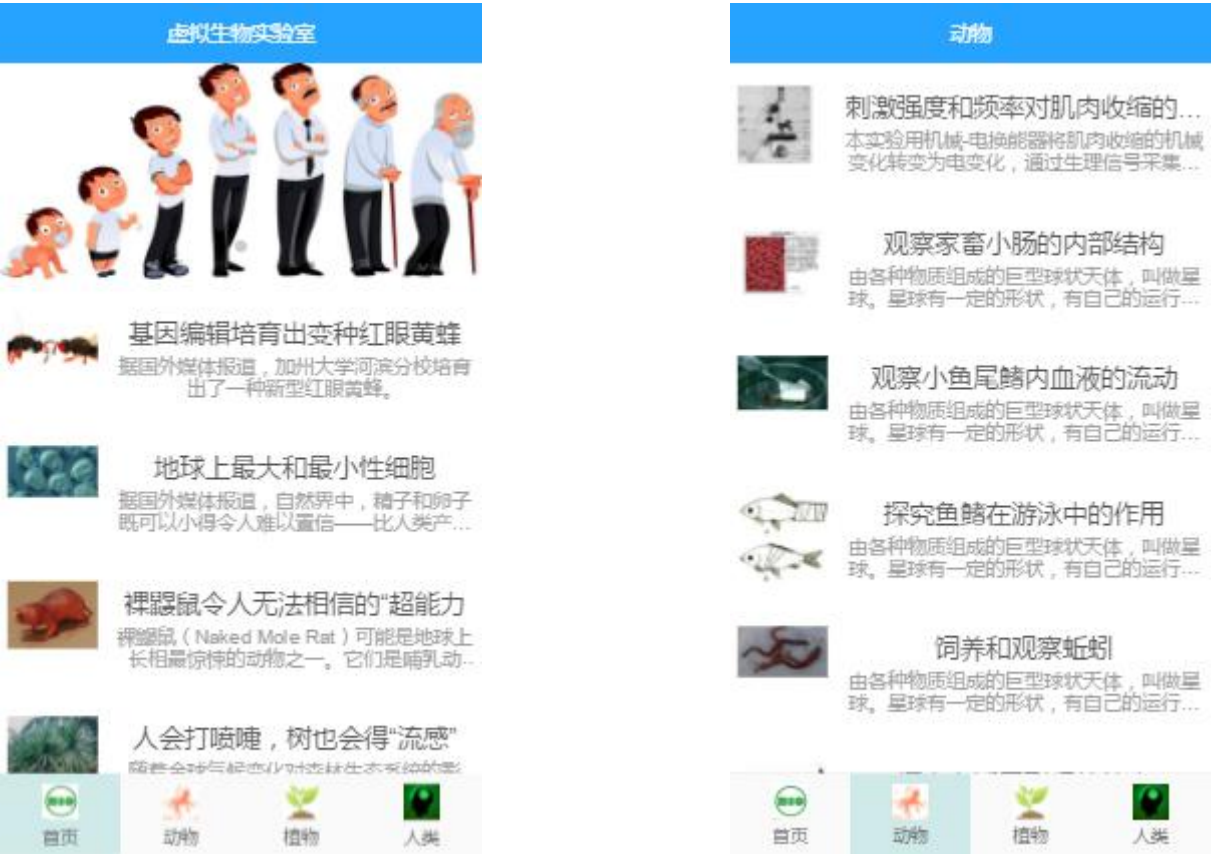 虚拟生物实验室
基因编辑培育出变种红眼黄蜂
据国外媒体报道，加州大学河滨分校培育
出了一种新型红眼黄蜂。
地球上最大和最小性细胞
据国外媒体报道，自然界中，精子和卵子
既可以小得令人难以置信——比人类产...
裸鼹鼠令人无法相信的“超能力
裸鼹鼠（Naked Mole Rat）可能是地球上
长相最惊悚的动物之一。它们是哺乳动...
人会打喷嚏，树也会得“流感”
随着全球气候变化对森林生态系统的影
首页
动物
植物
人类
动物
刺激强度和频率对肌肉收缩的...
本实验用机械-电换能器将肌肉收缩的机械
变化转变为电变化，通过生理信号采集...
观察家畜小肠的内部结构
由各种物质组成的巨型球状天体，叫做星
球。星球有一定的形状，有自己的运行...
观察小鱼尾鳍内血液的流动
由各种物质组成的巨型球状天体，叫做星
球。星球有一定的形状，有自己的运行...
探究鱼鳍在游泳中的作用
由各种物质组成的巨型球状天体，叫做星
球。星球有一定的形状，有自己的运行...
饲养和观察蚯蚓
由各种物质组成的巨型球状天体，叫做星
球。星球有一定的形状，有自己的运行...
首页
动物
植物
人类